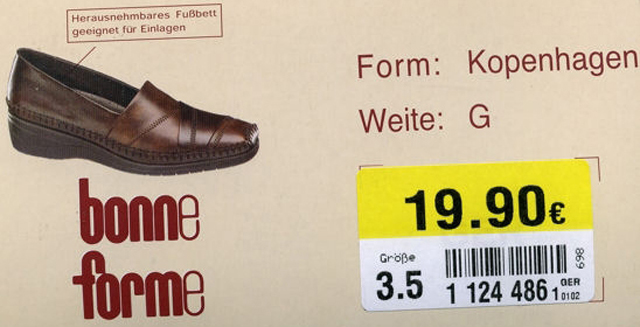 Herausnehmbares Fußbett
geeignet für Einlagen
Form: Kopenhagen
Weite: G
bonne
forme
19.90€
Größe
3.5
698
1 124 486 1
GER
0102